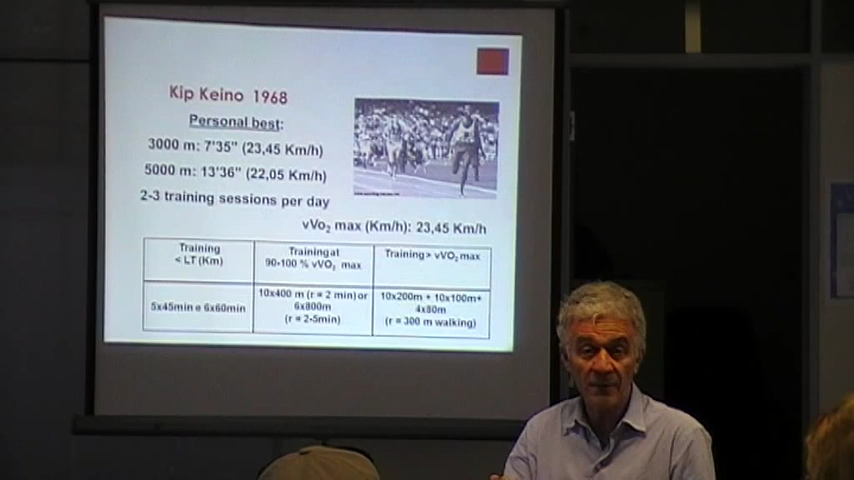 Kip Keino 1968
Personal best:
3000 m: 7'35" (23,45 Km/h)
5000 m: 13'36" (22,05 Km/h)
2-3 training sessions per day
vVo2 max (Km/h): 23,45 Km/h
Training
< LT (Km)
Training at
90-100 % vVO2 max
Training > vVO2 max
5x45min e 6x60min
10x400 m (r = 2 min) or
6x800m
(r = 2-5min)
10x200m + 10x100m+
4x80m
(r = 300 m walking)